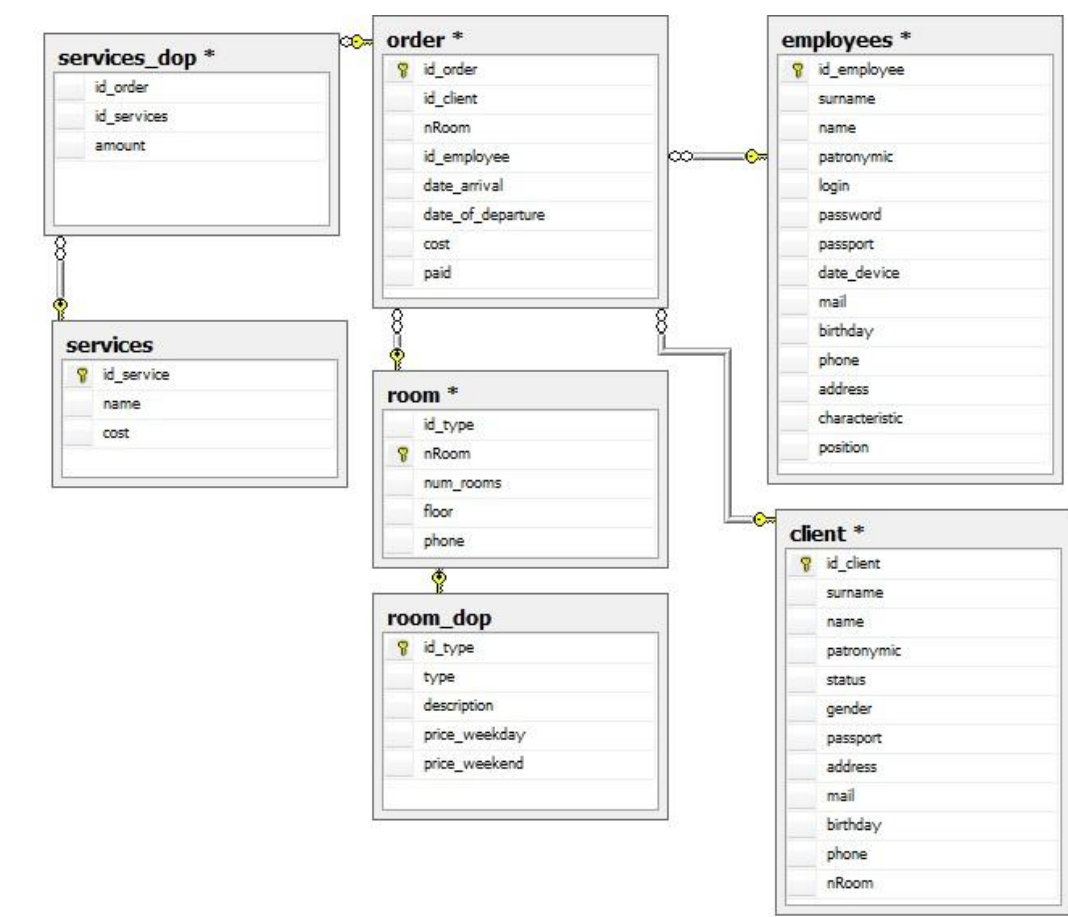 services_dop *
id_order
id_services
amount
order *
id_order
id_client
nRoom
id_employee
date_arrival
date_of_departure
cost
paid
employees *
id_employee
surname
name
patronymic
login
password
passport
date_device
mail
birthday
phone
address
characteristic
position
services
id_service
name
cost
room *
id_type
nRoom
num_rooms
floor
phone
room_dop
id_type
type
description
price_weekday
price_weekend
client *
id_client
surname
name
patronymic
status
gender
passport
address
mail
birthday
phone
nRoom